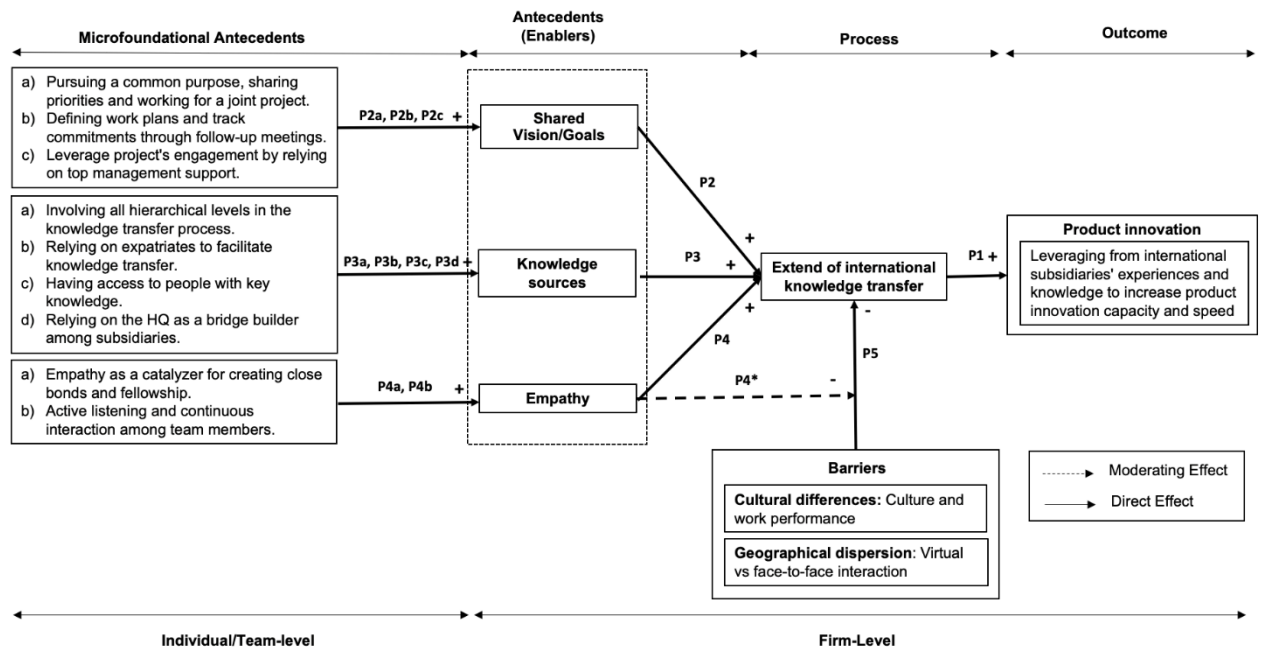 Microfoundational Antecedents
Antecedents
(Enablers)
Process
Outcome
a) Pursuing a common purpose, sharing
priorities and working for a joint project.
b) Defining work plans and track
commitments through follow-up meetings.
c) Leverage project's engagement by relying
on top management support.
P2a, P2b, P2c +
Shared
Vision/Goals
P2
+
a) Involving all hierarchical levels in the
knowledge transfer process.
b) Relying on expatriates to facilitate
knowledge transfer.
c) Having access to people with key
knowledge.
d) Relying on the HQ as a bridge builder
among subsidiaries.
P3a, P3b, P3c, P3d +
Knowledge
sources
P3
+
Extend of international
knowledge transfer
P1 +
Product innovation
Leveraging from international
subsidiaries' experiences and
knowledge to increase product
innovation capacity and speed
a) Empathy as a catalyzer for creating close
bonds and fellowship.
b) Active listening and continuous
interaction among team members.
P4a, P4b +
Empathy
P4
+
P4*
-
-
P5
Barriers
Cultural differences: Culture and
work performance
Geographical dispersion: Virtual
vs face-to-face interaction
Moderating Effect
Direct Effect
Individual/Team-level
Firm-Level